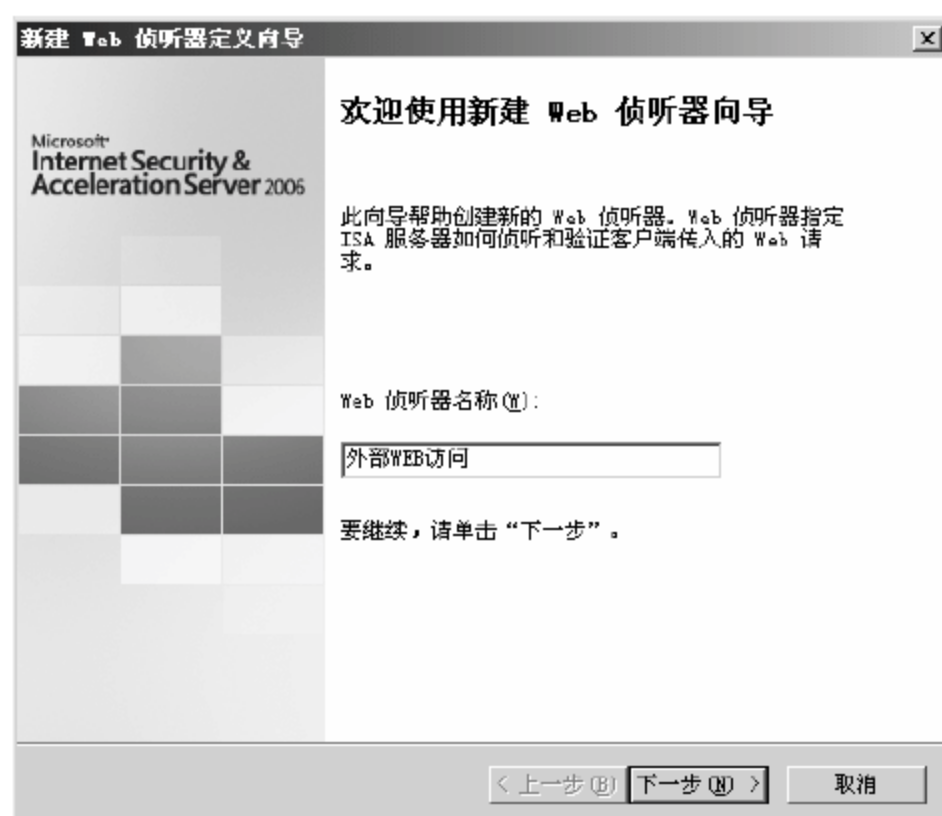 新建 Web 侦听器定义向导
Microsoft
Internet Security &
Acceleration Server 2006
欢迎使用新建 Web 侦听器向导
此向导帮助创建新的 Web 侦听器。Web 侦听器指定
ISA 服务器如何侦听和验证客户端传入的 Web 请
求。
Web 侦听器名称(W):
外部WEB访问
要继续，请单击“下一步”。
< 上一步(B)
下一步(N) >
取消